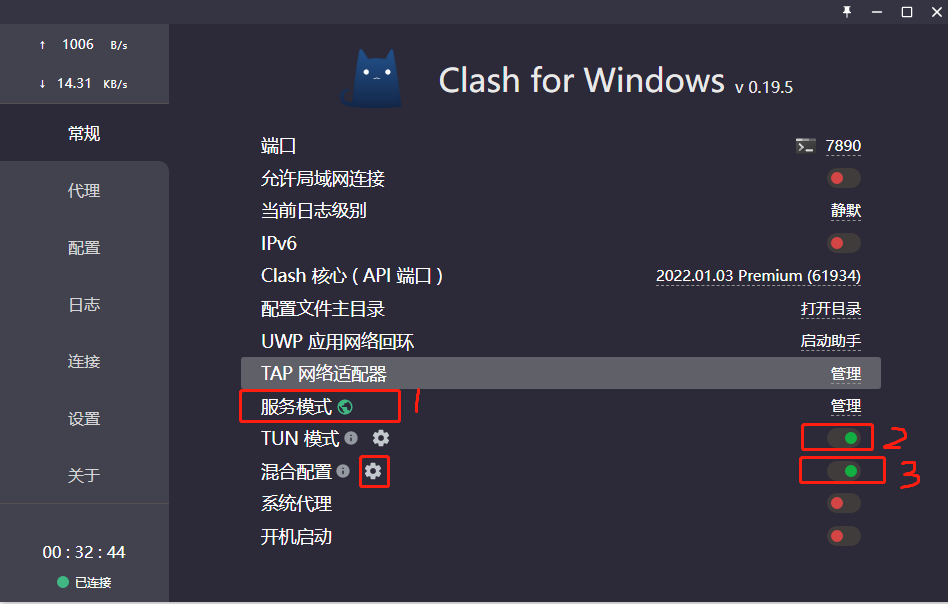 ↑ 1006 B/s
↓ 14.31 KB/s
常规
代理
配置
日志
连接
设置
关于
00 : 32 : 44
已连接
Clash for Windows v 0.19.5
端口 7890
允许局域网连接
当前日志级别 静默
IPv6
Clash 核心 ( API 端口 ) 2022.01.03 Premium (61934)
配置文件主目录 打开目录
UWP 应用网络回环 启动助手
TAP 网络适配器 管理
服务模式 1 管理
TUN 模式 2
混合配置 3
系统代理
开机启动